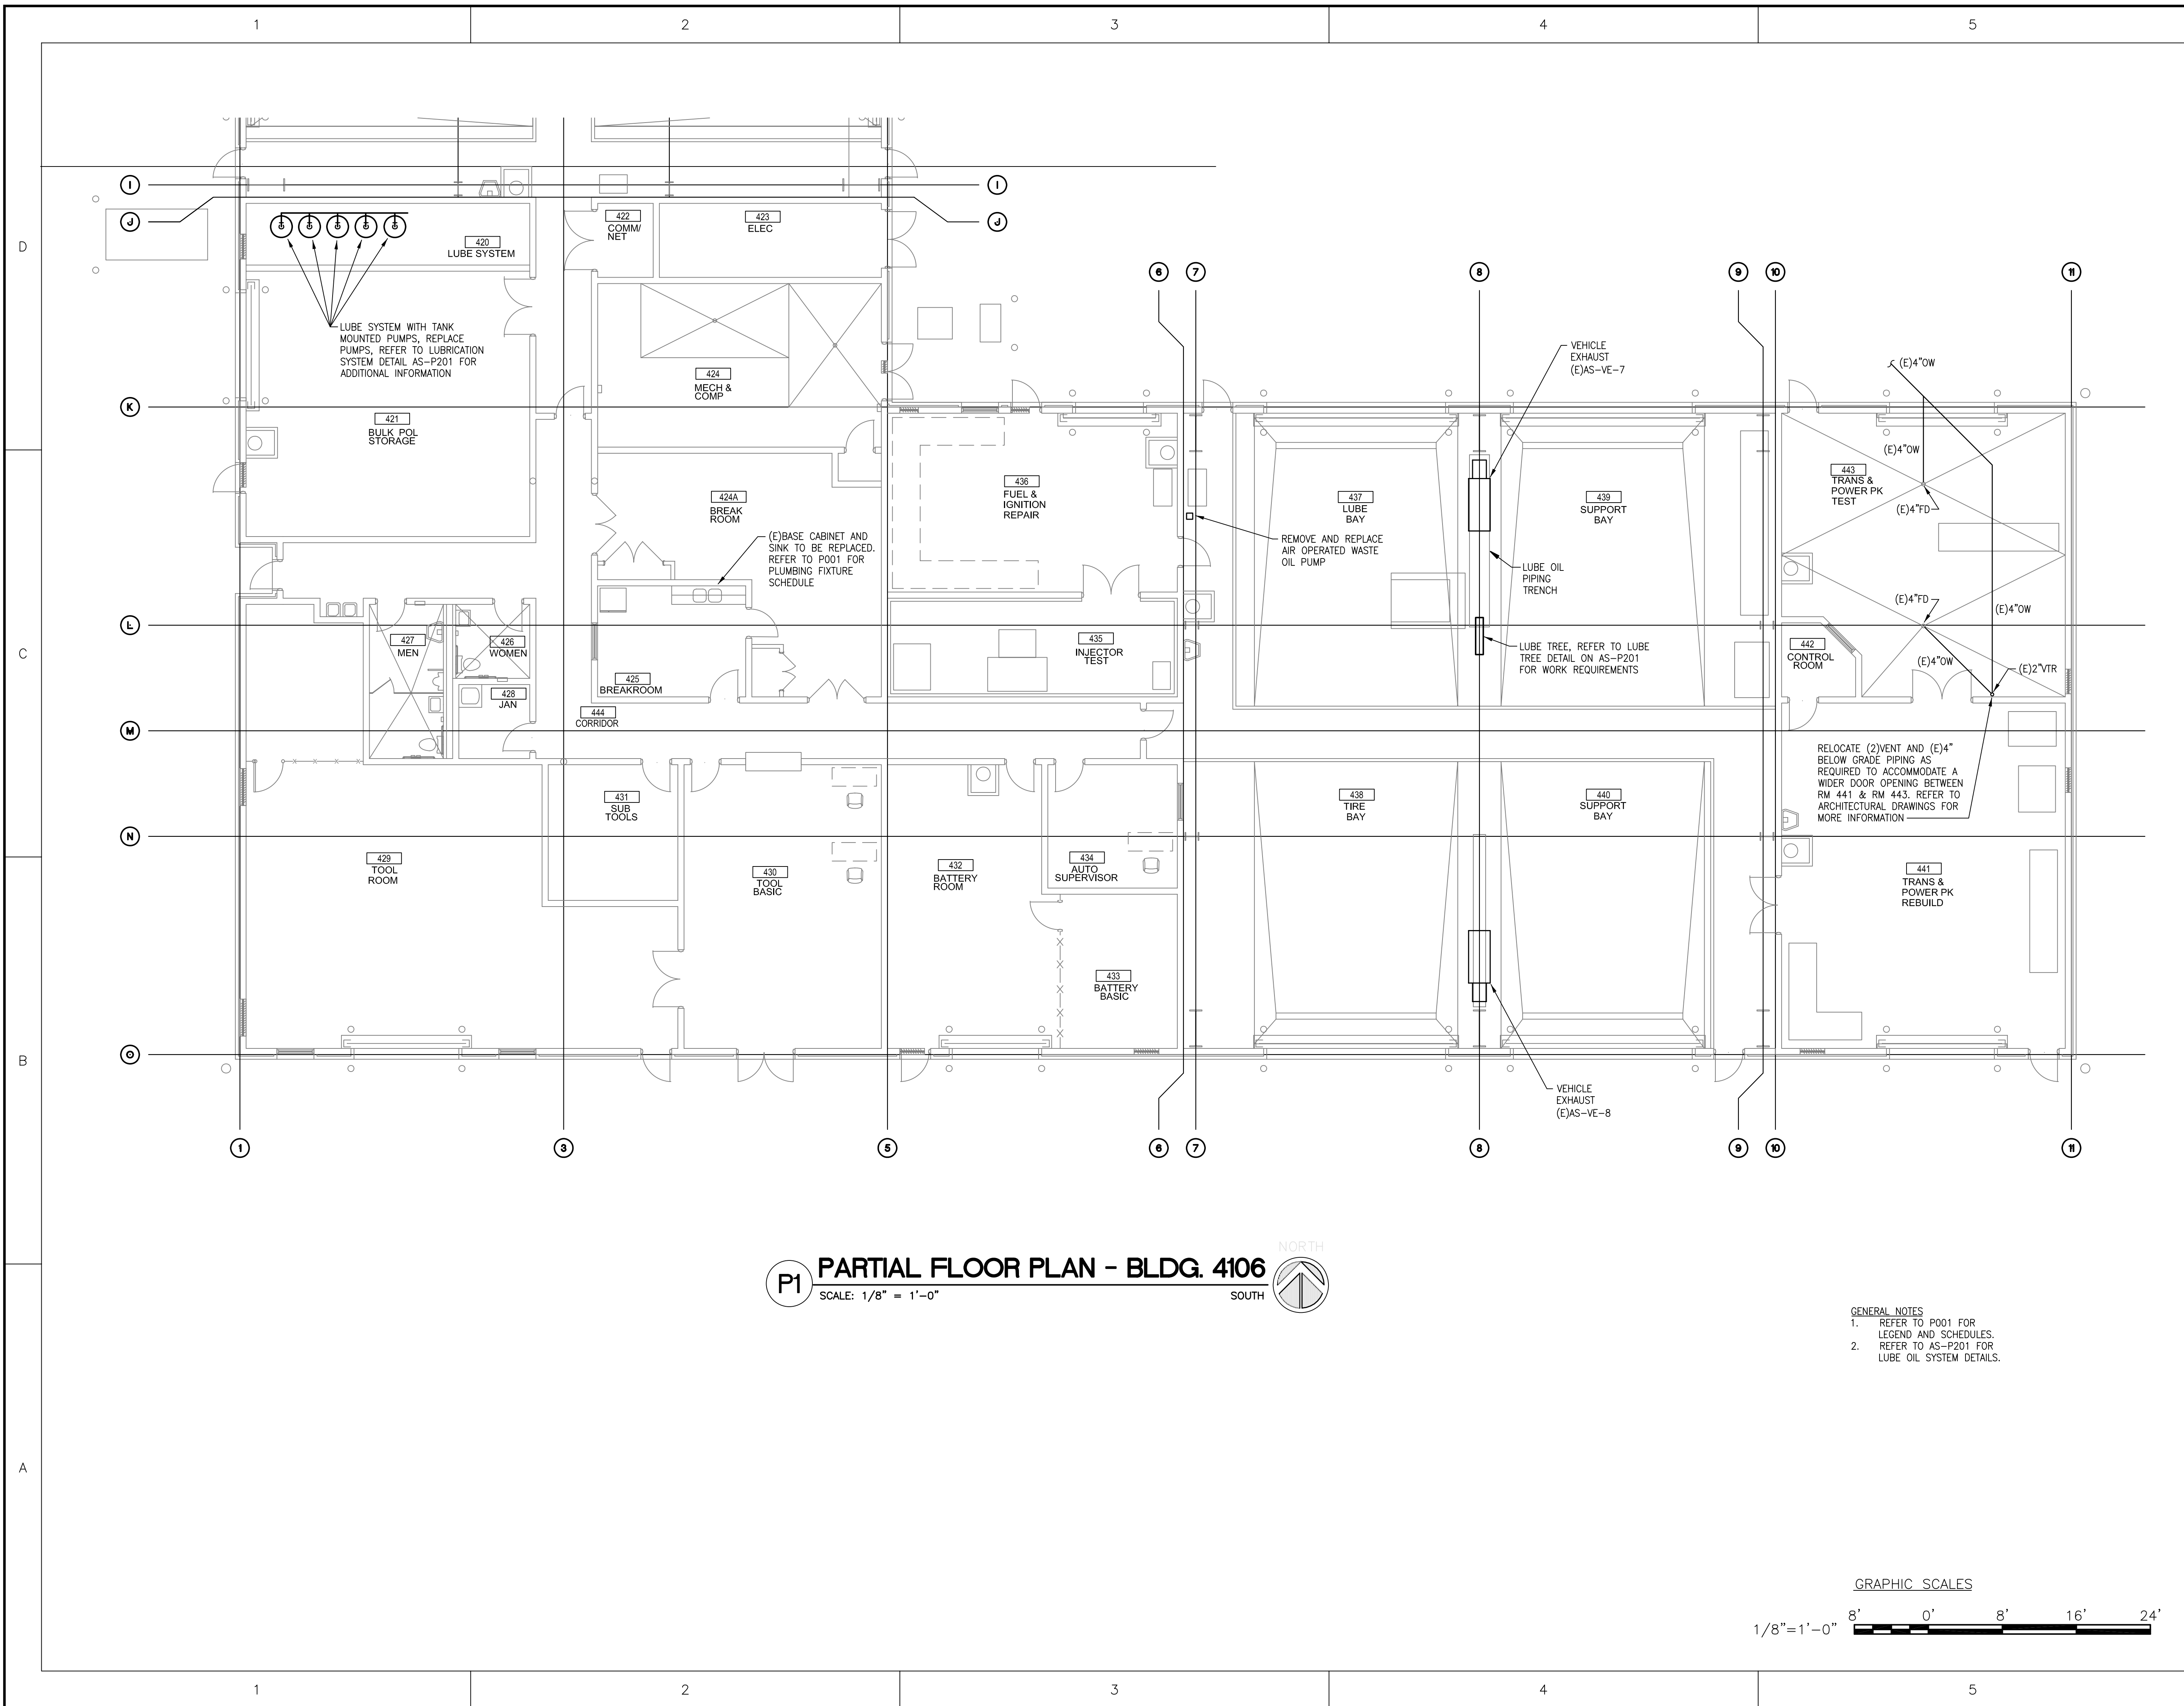 1 2 3 4 5
D
C
B
A
I
I
J
J
422
COMM/
NET
423
ELEC
420
LUBE SYSTEM
LUBE SYSTEM WITH TANK
MOUNTED PUMPS, REPLACE
PUMPS, REFER TO LUBRICATION
SYSTEM DETAIL AS-P201 FOR
ADDITIONAL INFORMATION
6 7 8 9 10 11
VEHICLE
EXHAUST
(E)AS-VE-7
424
MECH &
COMP
K
421
BULK POL
STORAGE
(E)4"OW
(E)4"OW
443
TRANS &
POWER PK
TEST
(E)4"FD
436
FUEL &
IGNITION
REPAIR
437
LUBE
BAY
439
SUPPORT
BAY
424A
BREAK
ROOM
(E)BASE CABINET AND
SINK TO BE REPLACED.
REFER TO P001 FOR
PLUMBING FIXTURE
SCHEDULE
REMOVE AND REPLACE
AIR OPERATED WASTE
OIL PUMP
LUBE OIL
PIPING
TRENCH
(E)4"FD
(E)4"OW
L
427
MEN
426
WOMEN
435
INJECTOR
TEST
LUBE TREE, REFER TO LUBE
TREE DETAIL ON AS-P201
FOR WORK REQUIREMENTS
442
CONTROL
ROOM
(E)4"OW
(E)2"VTR
425
BREAKROOM
428
JAN
444
CORRIDOR
M
RELOCATE (2)VENT AND (E)4"
BELOW GRADE PIPING AS
REQUIRED TO ACCOMMODATE A
WIDER DOOR OPENING BETWEEN
RM 441 & RM 443. REFER TO
ARCHITECTURAL DRAWINGS FOR
MORE INFORMATION
431
SUB
TOOLS
438
TIRE
BAY
440
SUPPORT
BAY
N
429
TOOL
ROOM
430
TOOL
BASIC
432
BATTERY
ROOM
434
AUTO
SUPERVISOR
441
TRANS &
POWER PK
REBUILD
433
BATTERY
BASIC
O
VEHICLE
EXHAUST
(E)AS-VE-8
1 3 5 6 7 8 9 10 11
NORTH
P1 PARTIAL FLOOR PLAN - BLDG. 4106
SCALE: 1/8" = 1'-0" SOUTH
GENERAL NOTES
1. REFER TO P001 FOR
LEGEND AND SCHEDULES.
2. REFER TO AS-P201 FOR
LUBE OIL SYSTEM DETAILS.
GRAPHIC SCALES
8' 0' 8' 16' 24'
1/8"=1'-0"
1 2 3 4 5